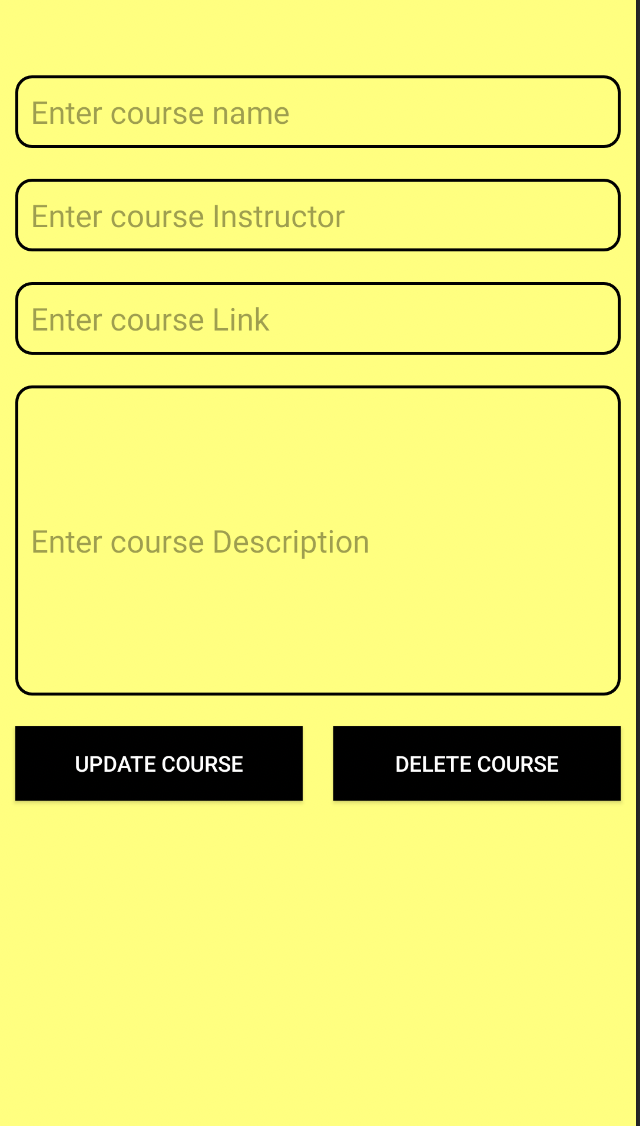 Enter course name
Enter course Instructor
Enter course Link
Enter course Description
UPDATE COURSE
DELETE COURSE